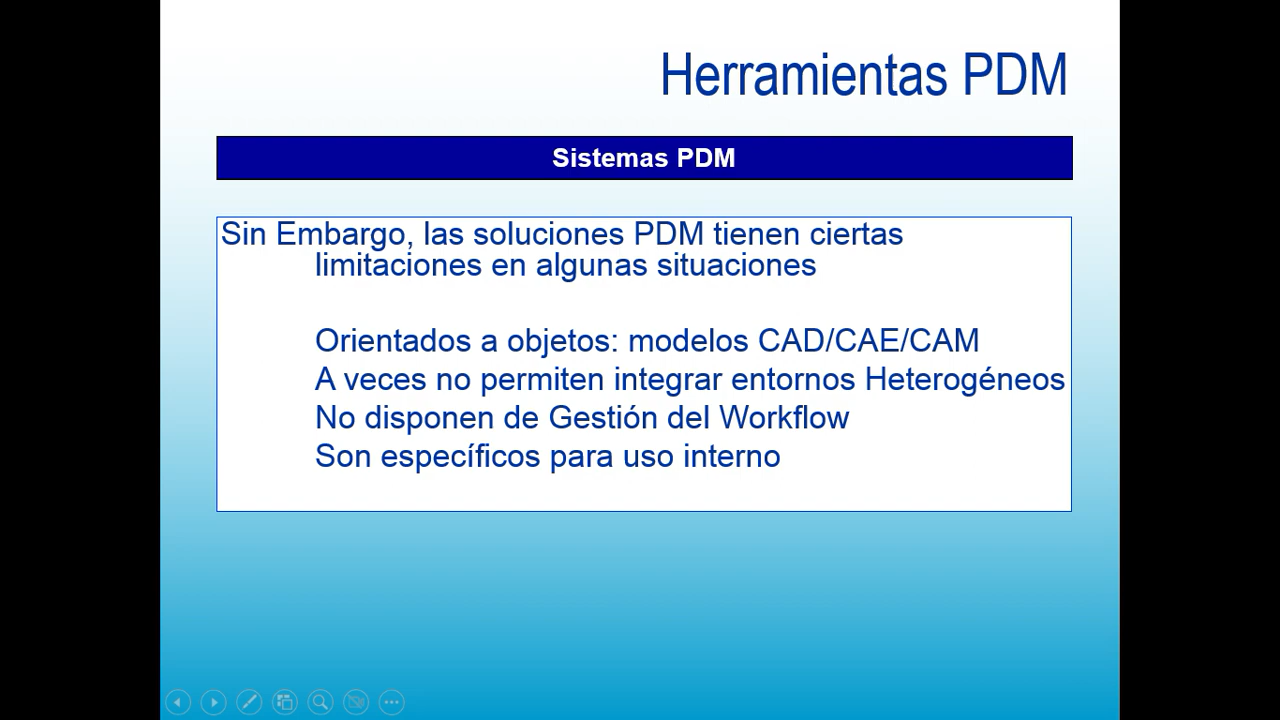 Herramientas PDM
Sistemas PDM
Sin Embargo, las soluciones PDM tienen ciertas
limitaciones en algunas situaciones
Orientados a objetos: modelos CAD/CAE/CAM
A veces no permiten integrar entornos Heterogéneos
No disponen de Gestión del Workflow
Son específicos para uso interno